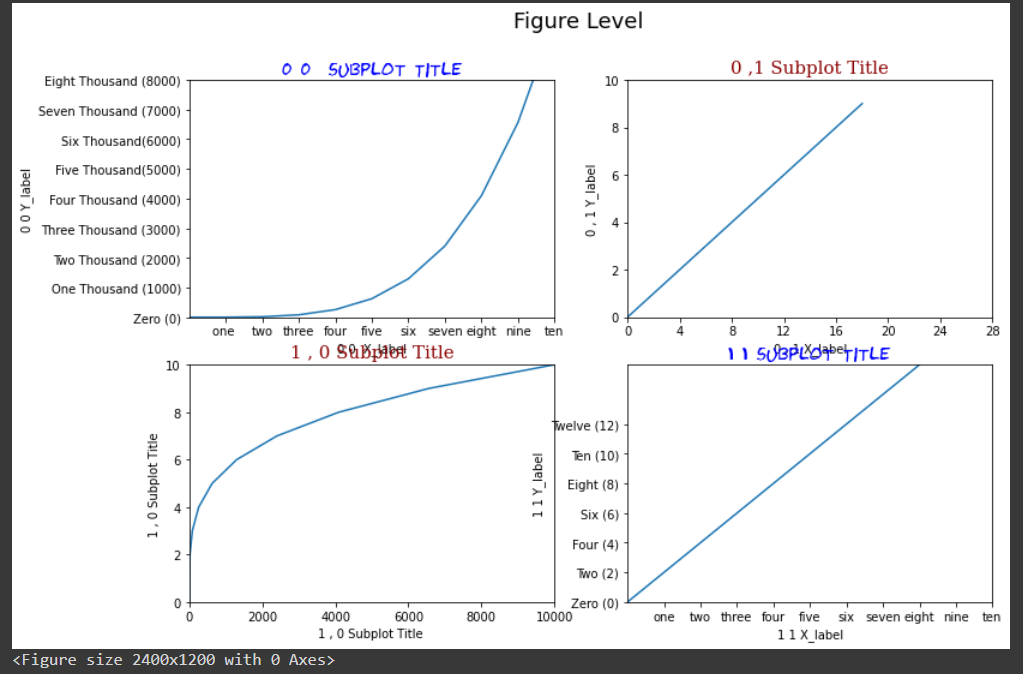 Figure Level
0 0 SUBPLOT TITLE
Eight Thousand (8000)
Seven Thousand (7000)
Six Thousand(6000)
Five Thousand(5000)
Four Thousand (4000)
Three Thousand (3000)
Two Thousand (2000)
One Thousand (1000)
Zero (0)
0 0 Y_label
one two three four five six seven eight nine ten
0 0 X_label
0 ,1 Subplot Title
10
8
6
4
2
0
0 , 1 Y_label
0 4 8 12 16 20 24 28
0 , 1 X_label
1 , 0 Subplot Title
10
8
6
4
2
0
1 , 0 Subplot Title
0 2000 4000 6000 8000 10000
1 , 0 Subplot Title
1 1 SUBPLOT TITLE
Twelve (12)
Ten (10)
Eight (8)
Six (6)
Four (4)
Two (2)
Zero (0)
1 1 Y_label
one two three four five six seven eight nine ten
1 1 X_label
<Figure size 2400x1200 with 0 Axes>